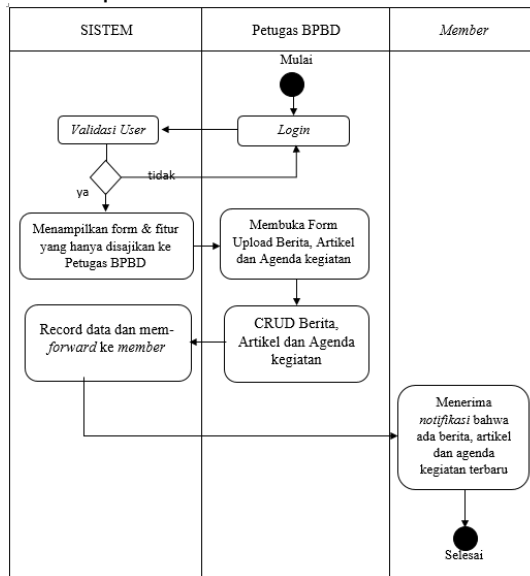 SISTEM
Petugas BPBD
Member
Mulai
Validasi User
Login
tidak
ya
Menampilkan form & fitur
yang hanya disajikan ke
Petugas BPBD
Membuka Form
Upload Berita, Artikel
dan Agenda kegiatan
Record data dan mem-
forward ke member
CRUD Berita,
Artikel dan Agenda
kegiatan
Menerima
notifikasi bahwa
ada berita, artikel
dan agenda
kegiatan terbaru
Selesai